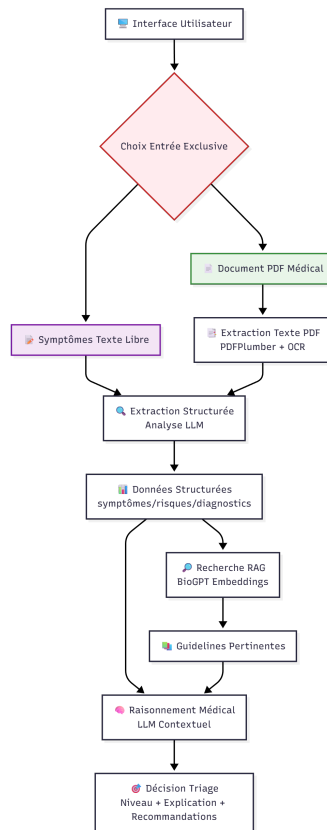 Interface Utilisateur
Choix Entrée Exclusive
Document PDF Médical
Symptômes Texte Libre
Extraction Texte PDF
PDFPlumber + OCR
Extraction Structurée
Analyse LLM
Données Structurées
symptômes/risques/diagnostics
Recherche RAG
BioGPT Embeddings
Guidelines Pertinentes
Raisonnement Médical
LLM Contextuel
Décision Triage
Niveau + Explication +
Recommandations